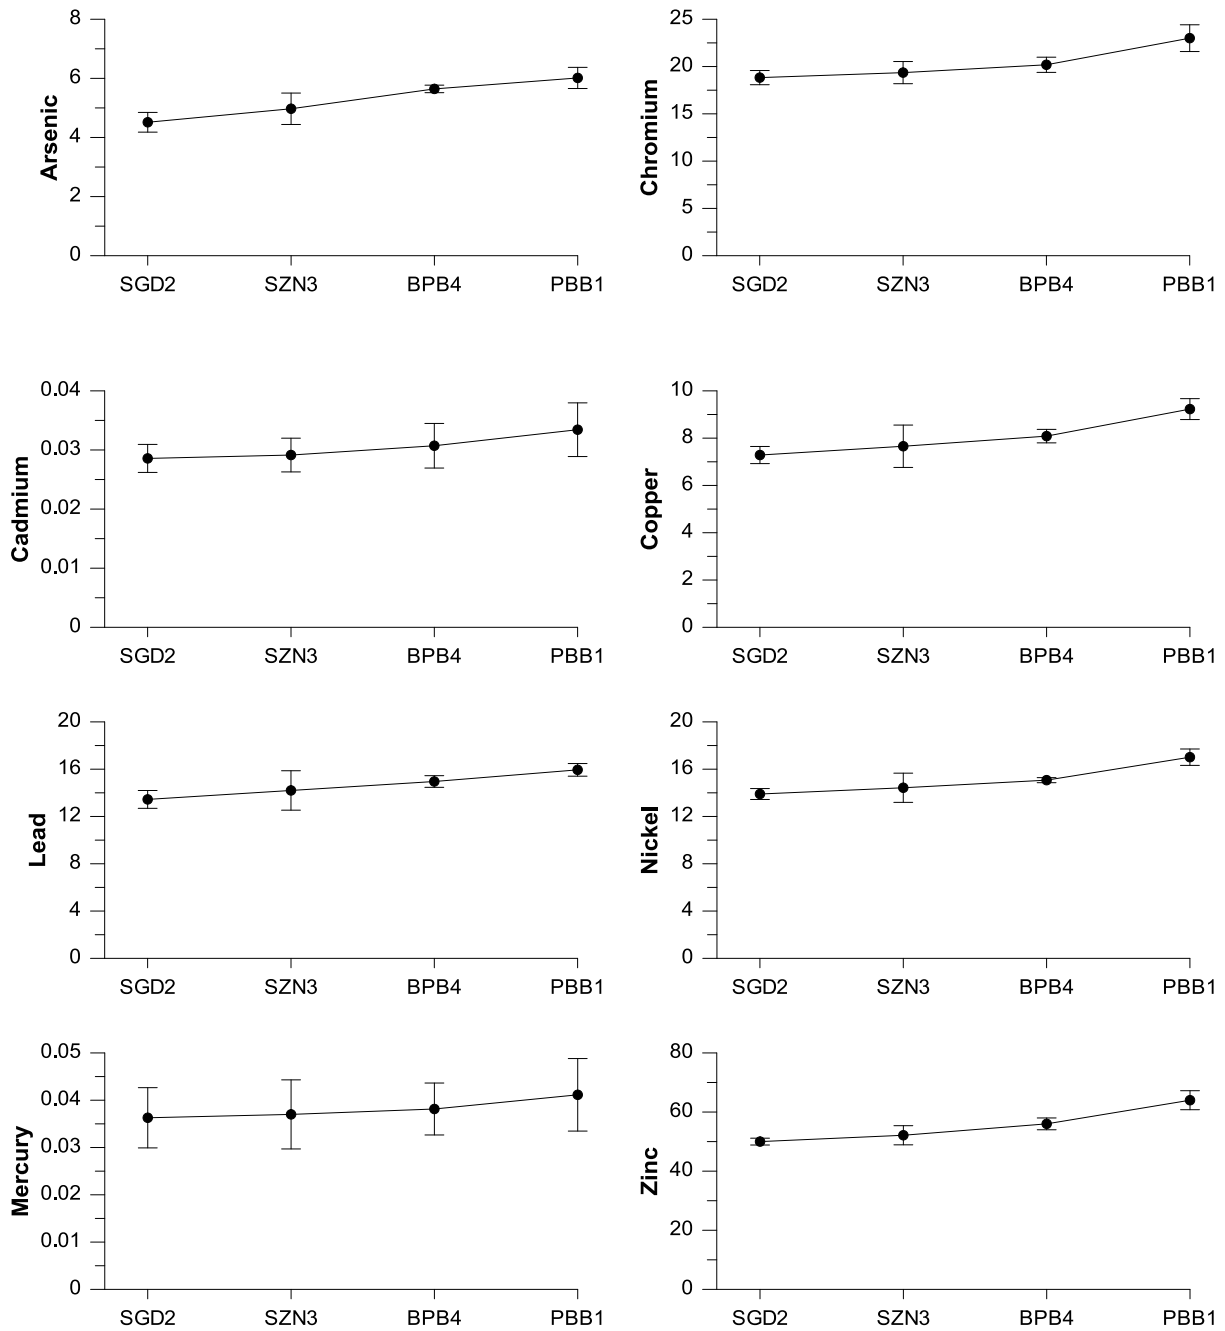 Arsenic
8
6
4
2
0
SGD2 SZN3 BPB4 PBB1
Chromium
25
20
15
10
5
0
SGD2 SZN3 BPB4 PBB1
Cadmium
0.04
0.03
0.02
0.01
0
SGD2 SZN3 BPB4 PBB1
Copper
10
8
6
4
2
0
SGD2 SZN3 BPB4 PBB1
Lead
20
16
12
8
4
0
SGD2 SZN3 BPB4 PBB1
Nickel
20
16
12
8
4
0
SGD2 SZN3 BPB4 PBB1
Mercury
0.05
0.04
0.03
0.02
0.01
0
SGD2 SZN3 BPB4 PBB1
Zinc
80
60
40
20
0
SGD2 SZN3 BPB4 PBB1